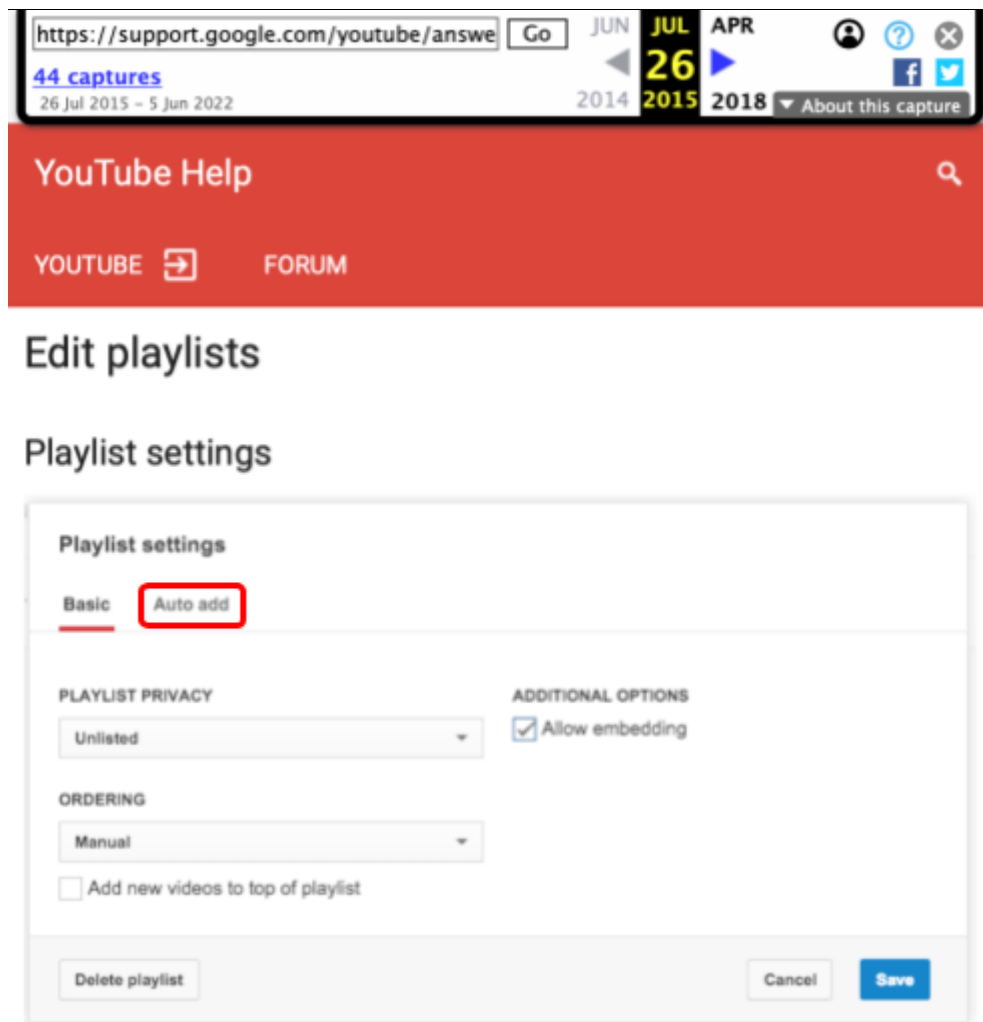 https://support.google.com/youtube/answe Go JUN JUL APR
44 captures 26
26 Jul 2015 – 5 Jun 2022 2014 2015 2018 About this capture
YouTube Help
YOUTUBE FORUM
Edit playlists
Playlist settings
Playlist settings
Basic Auto add
PLAYLIST PRIVACY ADDITIONAL OPTIONS
Unlisted Allow embedding
ORDERING
Manual
Add new videos to top of playlist
Delete playlist Cancel Save